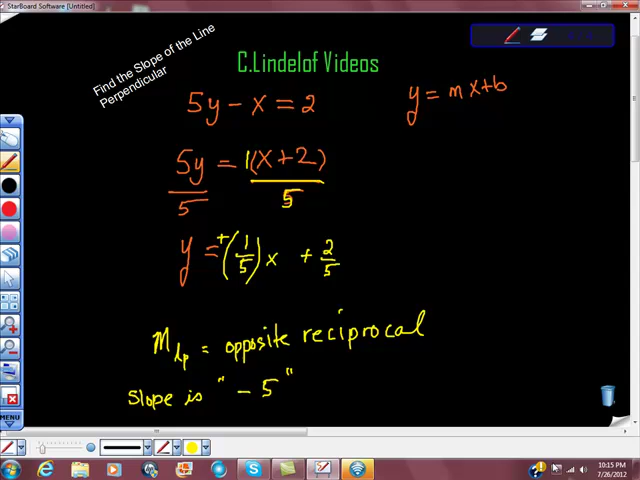 StarBoard Software [Untitled]
Find the Slope of the Line
Perpendicular
C.Lindelof Videos
5y - x = 2
y = mx+b
5y = 1(x + 2)
5 5
y = +(1/5)x + 2/5
M⊥p = opposite reciprocal
slope is "-5"
MENU
10:15 PM
7/26/2012